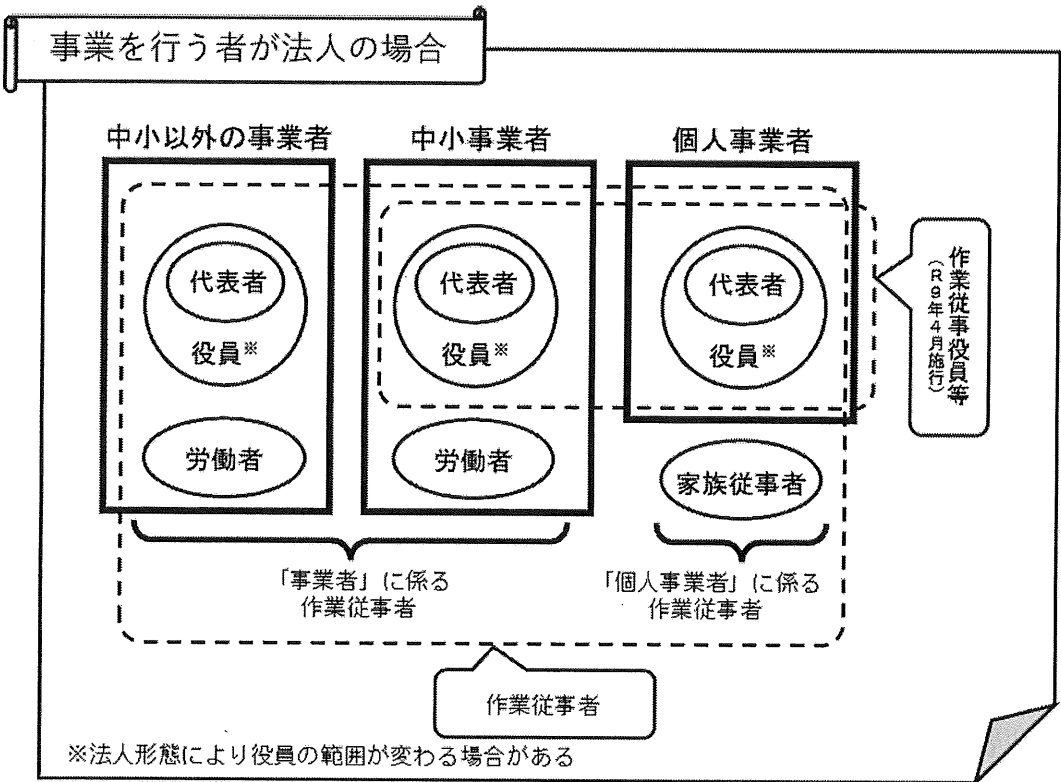 事業を行う者が法人の場合
中小以外の事業者
中小事業者
個人事業者
代表者
役員※
労働者
代表者
役員※
労働者
代表者
役員※
家族従事者
作業従事役員等
（R9年4月施行）
「事業者」に係る
作業従事者
「個人事業者」に係る
作業従事者
作業従事者
※法人形態により役員の範囲が変わる場合がある